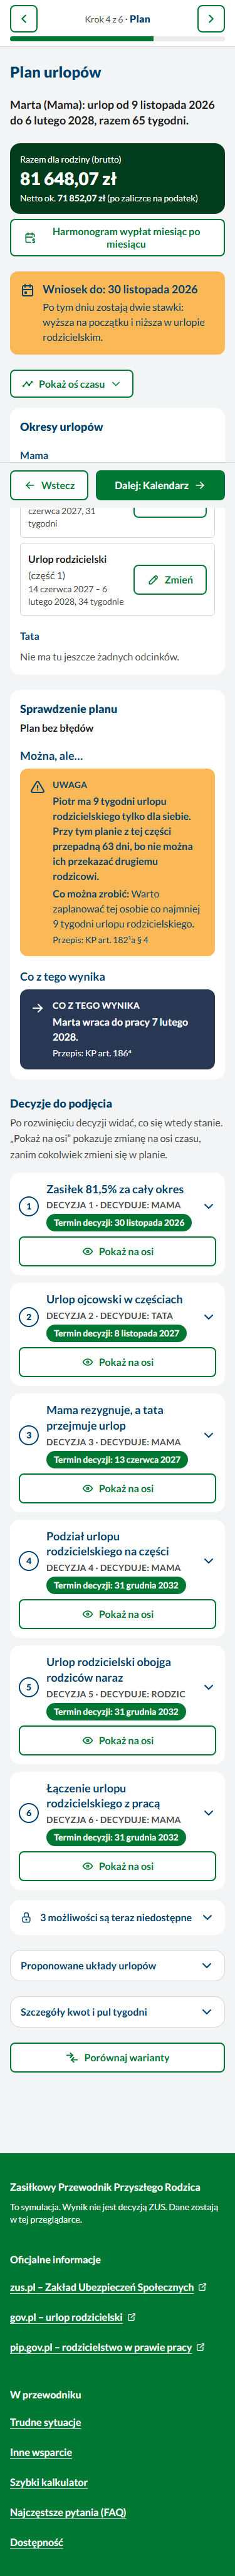 Krok 4 z 6 · Plan
Plan urlopów
Marta (Mama): urlop od 9 listopada 2026
do 6 lutego 2028, razem 65 tygodni.
Razem dla rodziny (brutto)
81 648,07 zł
Netto ok. 71 852,07 zł (po zaliczce na podatek)
Harmonogram wypłat miesiąc po
miesiącu
Wniosek do: 30 listopada 2026
Po tym dniu zostają dwie stawki:
wyższa na początku i niższa w urlopie
rodzicielskim.
Pokaż oś czasu
Okresy urlopów
Mama
Wstecz
Dalej: Kalendarz
czerwca 2027, 31
tygodni
Urlop rodzicielski
(część 1)
14 czerwca 2027 – 6
lutego 2028, 34 tygodnie
Zmień
Tata
Nie ma tu jeszcze żadnych odcinków.
Sprawdzenie planu
Plan bez błędów
Można, ale…
UWAGA
Piotr ma 9 tygodni urlopu
rodzicielskiego tylko dla siebie.
Przy tym planie z tej części
przepadną 63 dni, bo nie można
ich przekazać drugiemu
rodzicowi.
Co można zrobić: Warto
zaplanować tej osobie co najmniej
9 tygodni urlopu rodzicielskiego.
Przepis: KP art. 182¹a § 4
Co z tego wynika
CO Z TEGO WYNIKA
Marta wraca do pracy 7 lutego
2028.
Przepis: KP art. 186⁴
Decyzje do podjęcia
Po rozwinięciu decyzji widać, co się wtedy stanie.
„Pokaż na osi” pokazuje zmianę na osi czasu,
zanim cokolwiek zmieni się w planie.
1
Zasiłek 81,5% za cały okres
DECYZJA 1 · DECYDUJE: MAMA
Termin decyzji: 30 listopada 2026
Pokaż na osi
2
Urlop ojcowski w częściach
DECYZJA 2 · DECYDUJE: TATA
Termin decyzji: 8 listopada 2027
Pokaż na osi
3
Mama rezygnuje, a tata
przejmuje urlop
DECYZJA 3 · DECYDUJE: MAMA
Termin decyzji: 13 czerwca 2027
Pokaż na osi
4
Podział urlopu
rodzicielskiego na części
DECYZJA 4 · DECYDUJE: MAMA
Termin decyzji: 31 grudnia 2032
Pokaż na osi
5
Urlop rodzicielski obojga
rodziców naraz
DECYZJA 5 · DECYDUJE: RODZIC
Termin decyzji: 31 grudnia 2032
Pokaż na osi
6
Łączenie urlopu
rodzicielskiego z pracą
DECYZJA 6 · DECYDUJE: MAMA
Termin decyzji: 31 grudnia 2032
Pokaż na osi
3 możliwości są teraz niedostępne
Proponowane układy urlopów
Szczegóły kwot i pul tygodni
Porównaj warianty
Zasiłkowy Przewodnik Przyszłego Rodzica
To symulacja. Wynik nie jest decyzją ZUS. Dane zostają
w tej przeglądarce.
Oficjalne informacje
zus.pl – Zakład Ubezpieczeń Społecznych
gov.pl – urlop rodzicielski
pip.gov.pl – rodzicielstwo w prawie pracy
W przewodniku
Trudne sytuacje
Inne wsparcie
Szybki kalkulator
Najczęstsze pytania (FAQ)
Dostępność